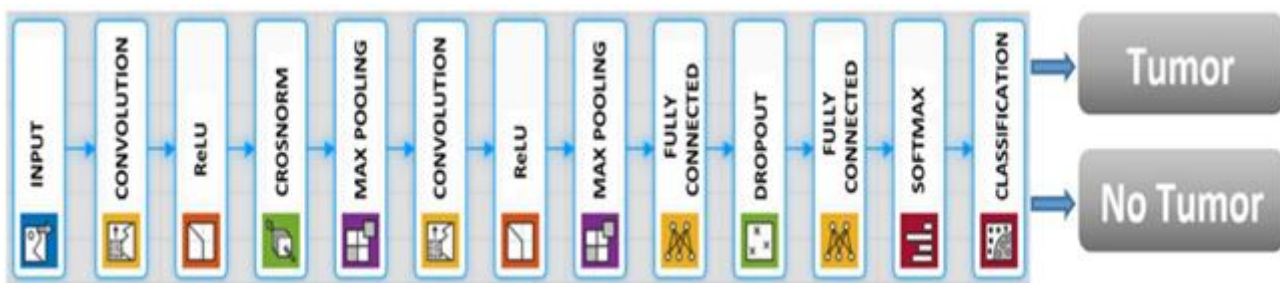 INPUT
CONVOLUTION
ReLU
CROSNORM
MAX POOLING
CONVOLUTION
ReLU
MAX POOLING
FULLY
CONNECTED
DROPOUT
FULLY
CONNECTED
SOFTMAX
CLASSIFICATION
Tumor
No Tumor